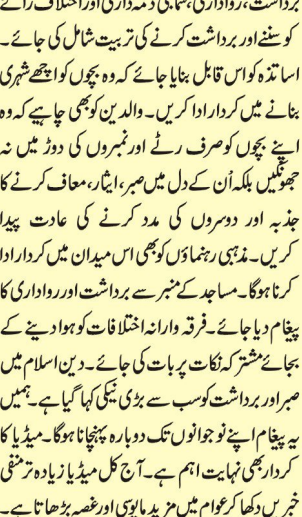 برداشت، رواداری، سماجی ذمہ داری اور اختلاف رائے
کو سننے اور برداشت کرنے کی تربیت شامل کی جائے۔
اساتذہ کو اس قابل بنایا جائے کہ وہ بچوں کو اچھے شہری
بنانے میں کردار ادا کریں۔ والدین کو بھی چاہیے کہ وہ
اپنے بچوں کو صرف رٹے اور نمبروں کی دوڑ میں نہ
جھونکیں بلکہ اُن کے دل میں صبر، ایثار، معاف کرنے کا
جذبہ اور دوسروں کی مدد کرنے کی عادت پیدا
کریں۔ مذہبی رہنماؤں کو بھی اس میدان میں کردار ادا
کرنا ہوگا۔ مساجد کے منبر سے برداشت اور رواداری کا
پیغام دیا جائے۔ فرقہ وارانہ اختلافات کو ہوا دینے کے
بجائے مشترکہ نکات پر بات کی جائے۔ دین اسلام میں
صبر اور برداشت کو سب سے بڑی نیکی کہا گیا ہے۔ ہمیں
یہ پیغام اپنے نوجوانوں تک دوبارہ پہنچانا ہوگا۔ میڈیا کا
کردار بھی نہایت اہم ہے۔ آج کل میڈیا زیادہ تر منفی
خبریں دکھا کر عوام میں مزید مایوسی اور غصہ بڑھاتا ہے۔